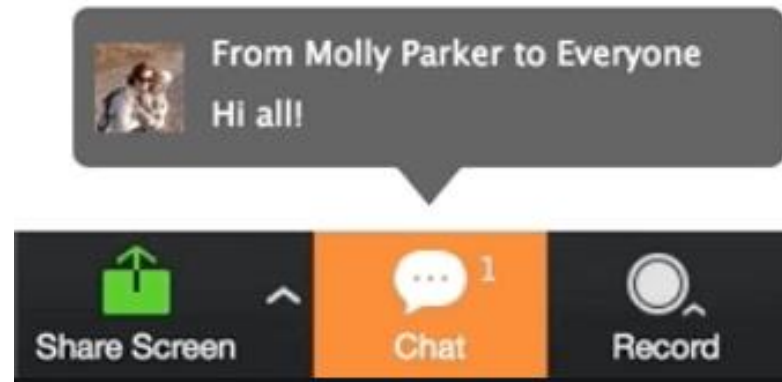 From Molly Parker to Everyone
Hi all!
1
Share Screen
Chat
Record